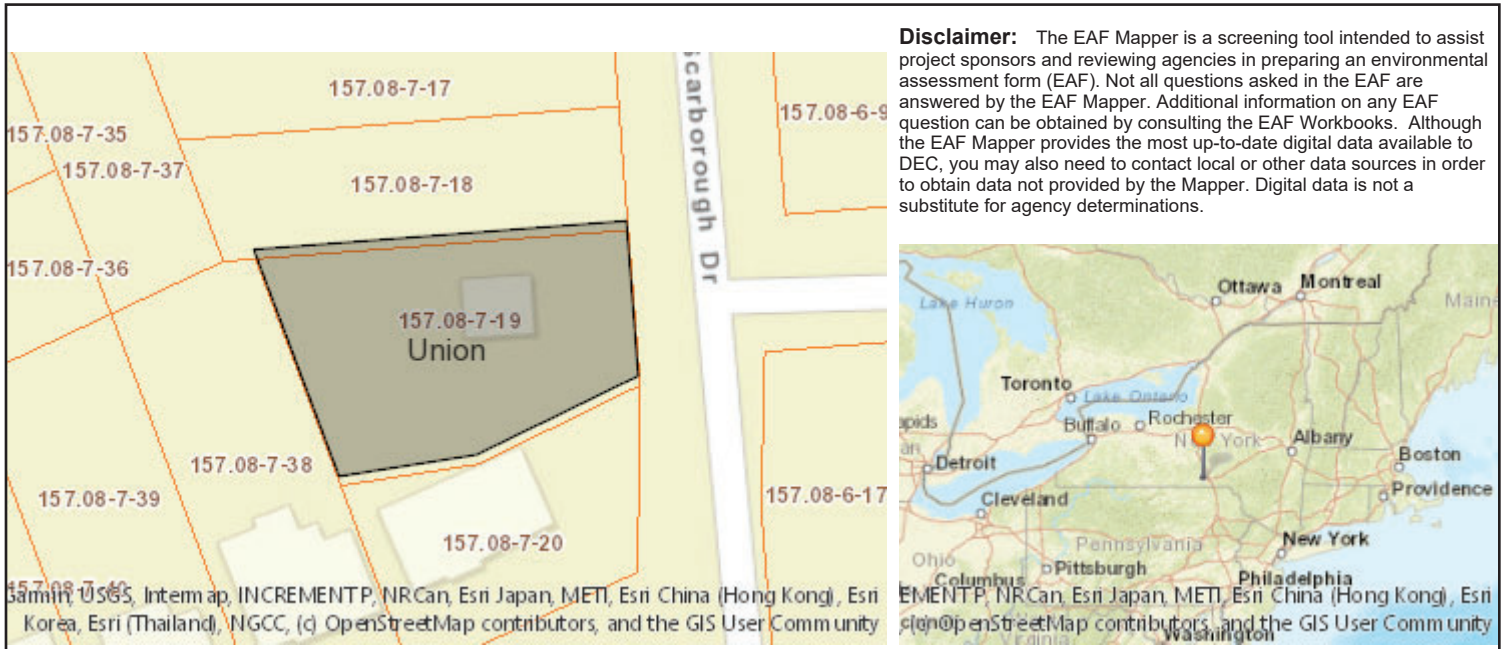 157.08-7-17
157.08-7-35
157.08-7-37
157.08-7-18
157.08-6-9
Scarborough Dr
157.08-7-36
157.08-7-19
Union
157.08-7-38
157.08-7-39
157.08-6-17
157.08-7-20
157.08-7-40
Garmin, USGS, Intermap, INCREMENT P, NRCan, Esri Japan, METI, Esri China (Hong Kong), Esri
Korea, Esri (Thailand), NGCC, (c) OpenStreetMap contributors, and the GIS User Community
Disclaimer: The EAF Mapper is a screening tool intended to assist
project sponsors and reviewing agencies in preparing an environmental
assessment form (EAF). Not all questions asked in the EAF are
answered by the EAF Mapper. Additional information on any EAF
question can be obtained by consulting the EAF Workbooks. Although
the EAF Mapper provides the most up-to-date digital data available to
DEC, you may also need to contact local or other data sources in order
to obtain data not provided by the Mapper. Digital data is not a
substitute for agency determinations.
Ottawa
Montreal
Lake Huron
Maine
Toronto
Lake Ontario
Rochester
apids
Buffalo
N York
Albany
an
Detroit
Boston
Providence
Cleveland
New York
Pennsylvania
Ohio
Pittsburgh
Columbus
Philadelphia
EMENT P, NRCan, Esri Japan, METI, Esri China (Hong Kong), Esri
(c) OpenStreetMap contributors, and the GIS User Community
Virginia
Washington